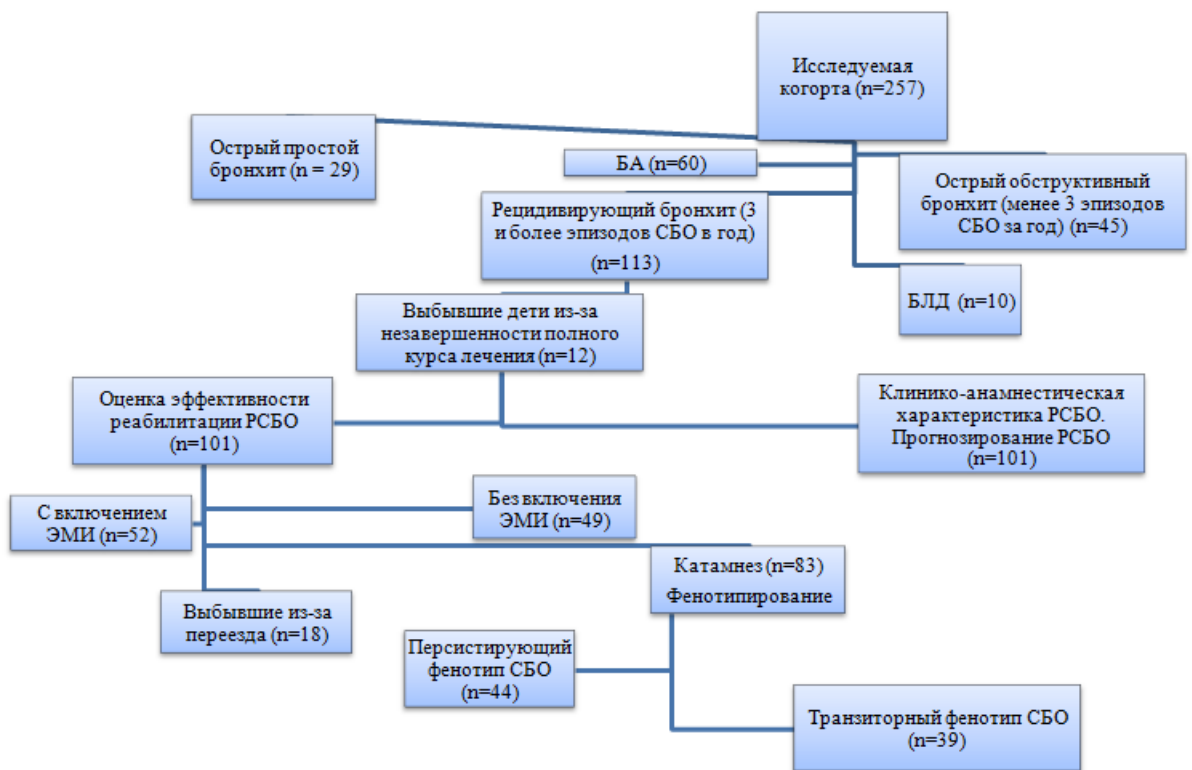 Исследуемая
когорта (n=257)
Острый простой
бронхит (n = 29)
БА (n=60)
Острый обструктивный
бронхит (менее 3 эпизодов
СБО за год) (n=45)
Рецидивирующий бронхит (3
и более эпизодов СБО в год)
(n=113)
БЛД (n=10)
Выбывшие дети из-за
незавершенности полного
курса лечения (n=12)
Оценка эффективности
реабилитации РСБО
(n=101)
Клинико-анамнестическая
характеристика РСБО.
Прогнозирование РСБО
(n=101)
С включением
ЭМИ (n=52)
Без включения
ЭМИ (n=49)
Катамнез (n=83)
Фенотипирование
Выбывшие из-за
переезда (n=18)
Персистирующий
фенотип СБО
(n=44)
Транзиторный фенотип СБО
(n=39)